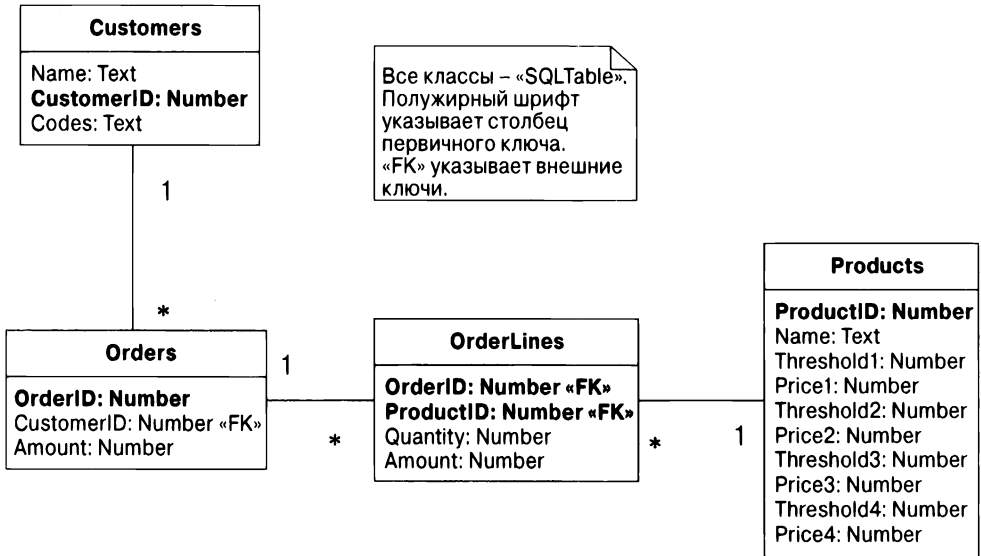 Customers
Name: Text
CustomerID: Number
Codes: Text
Все классы – «SQLTable».
Полужирный шрифт
указывает столбец
первичного ключа.
«FK» указывает внешние
ключи.
1
*
Orders
OrderID: Number
CustomerID: Number «FK»
Amount: Number
1
*
OrderLines
OrderID: Number «FK»
ProductID: Number «FK»
Quantity: Number
Amount: Number
*
1
Products
ProductID: Number
Name: Text
Threshold1: Number
Price1: Number
Threshold2: Number
Price2: Number
Threshold3: Number
Price3: Number
Threshold4: Number
Price4: Number